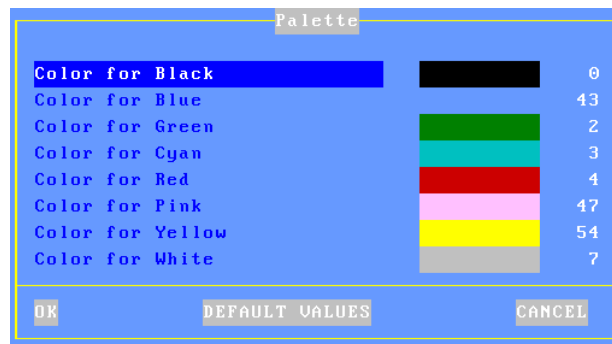 Palette
Color for Black 0
Color for Blue 43
Color for Green 2
Color for Cyan 3
Color for Red 4
Color for Pink 47
Color for Yellow 54
Color for White 7
OK DEFAULT VALUES CANCEL